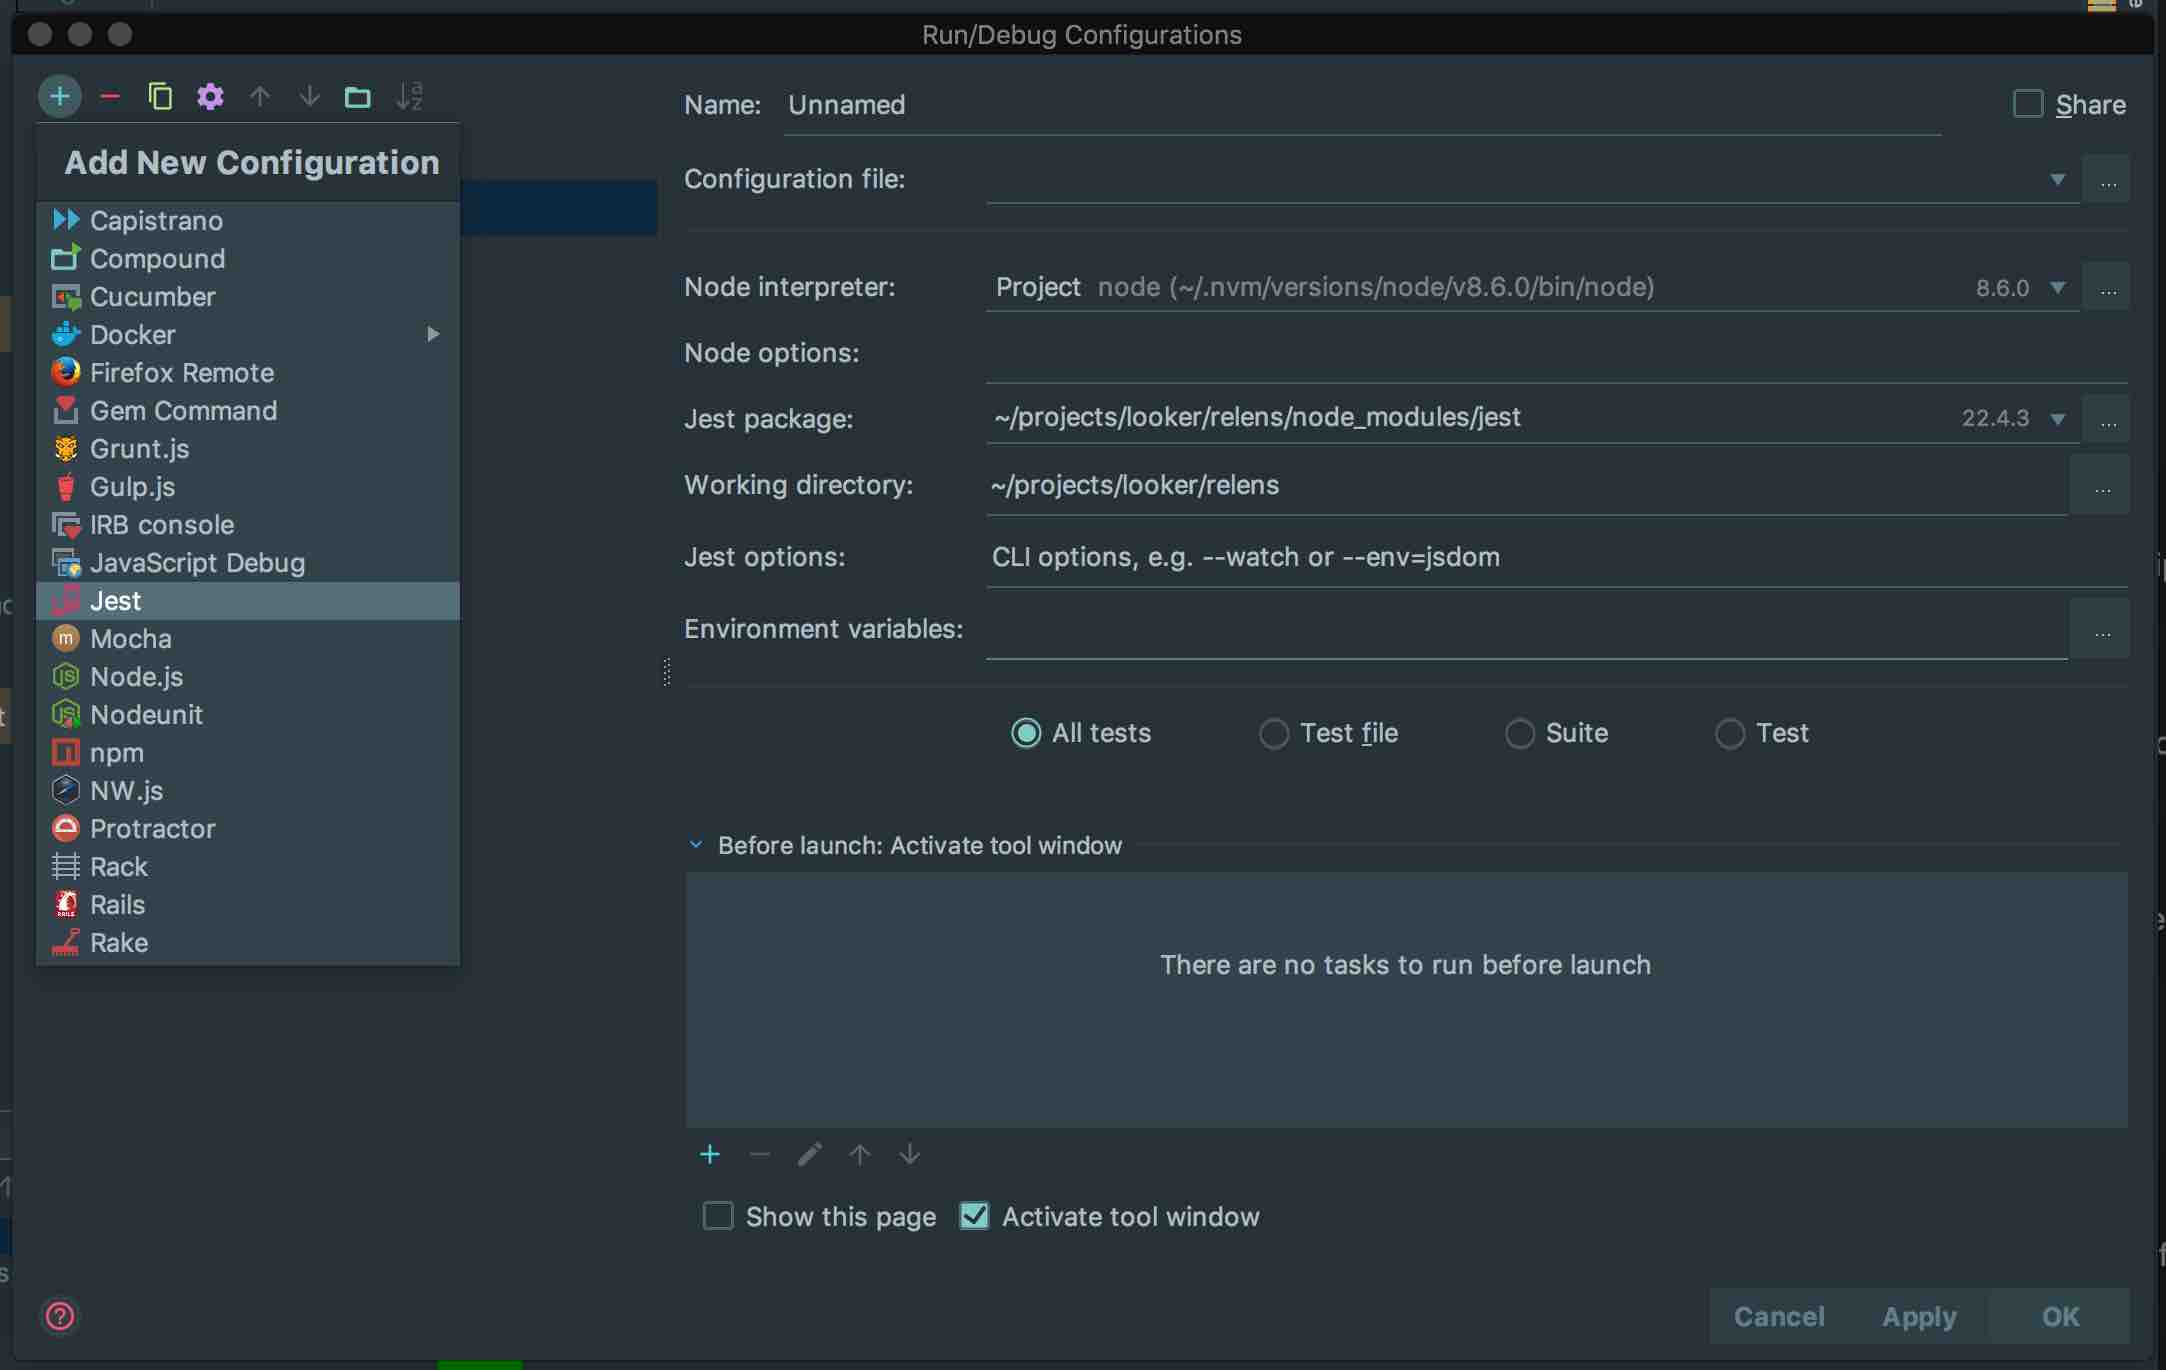 Run/Debug Configurations
Name: Unnamed
Share
Add New Configuration
Capistrano
Compound
Cucumber
Docker
Firefox Remote
Gem Command
Grunt.js
Gulp.js
IRB console
JavaScript Debug
Jest
Mocha
Node.js
Nodeunit
npm
NW.js
Protractor
Rack
Rails
Rake
Configuration file:
...
Node interpreter: Project node (~/.nvm/versions/node/v8.6.0/bin/node) 8.6.0 ...
Node options:
Jest package: ~/projects/looker/relens/node_modules/jest 22.4.3 ...
Working directory: ~/projects/looker/relens ...
Jest options: CLI options, e.g. --watch or --env=jsdom
Environment variables: ...
All tests Test file Suite Test
Before launch: Activate tool window
There are no tasks to run before launch
Show this page Activate tool window
Cancel Apply OK